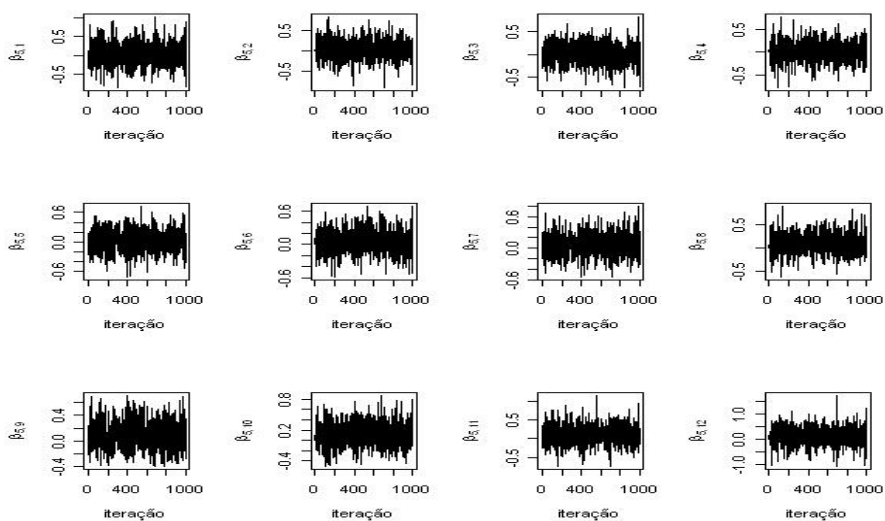 β5,1 0.5 -0.5 0 400 1000 iteração
β5,2 0.5 -0.5 0 400 1000 iteração
β5,3 0.5 -0.5 0 400 1000 iteração
β5,4 0.5 -0.5 0 400 1000 iteração
β5,5 0.6 0.0 -0.6 0 400 1000 iteração
β5,6 0.6 0.0 -0.6 0 400 1000 iteração
β5,7 0.8 0.0 -0.6 0 400 1000 iteração
β5,8 0.5 -0.5 0 400 1000 iteração
β5,9 0.4 0.0 -0.4 0 400 1000 iteração
β5,10 0.8 0.2 -0.4 0 400 1000 iteração
β5,11 0.5 -0.5 0 400 1000 iteração
β5,12 1.0 0.0 -1.0 0 400 1000 iteração